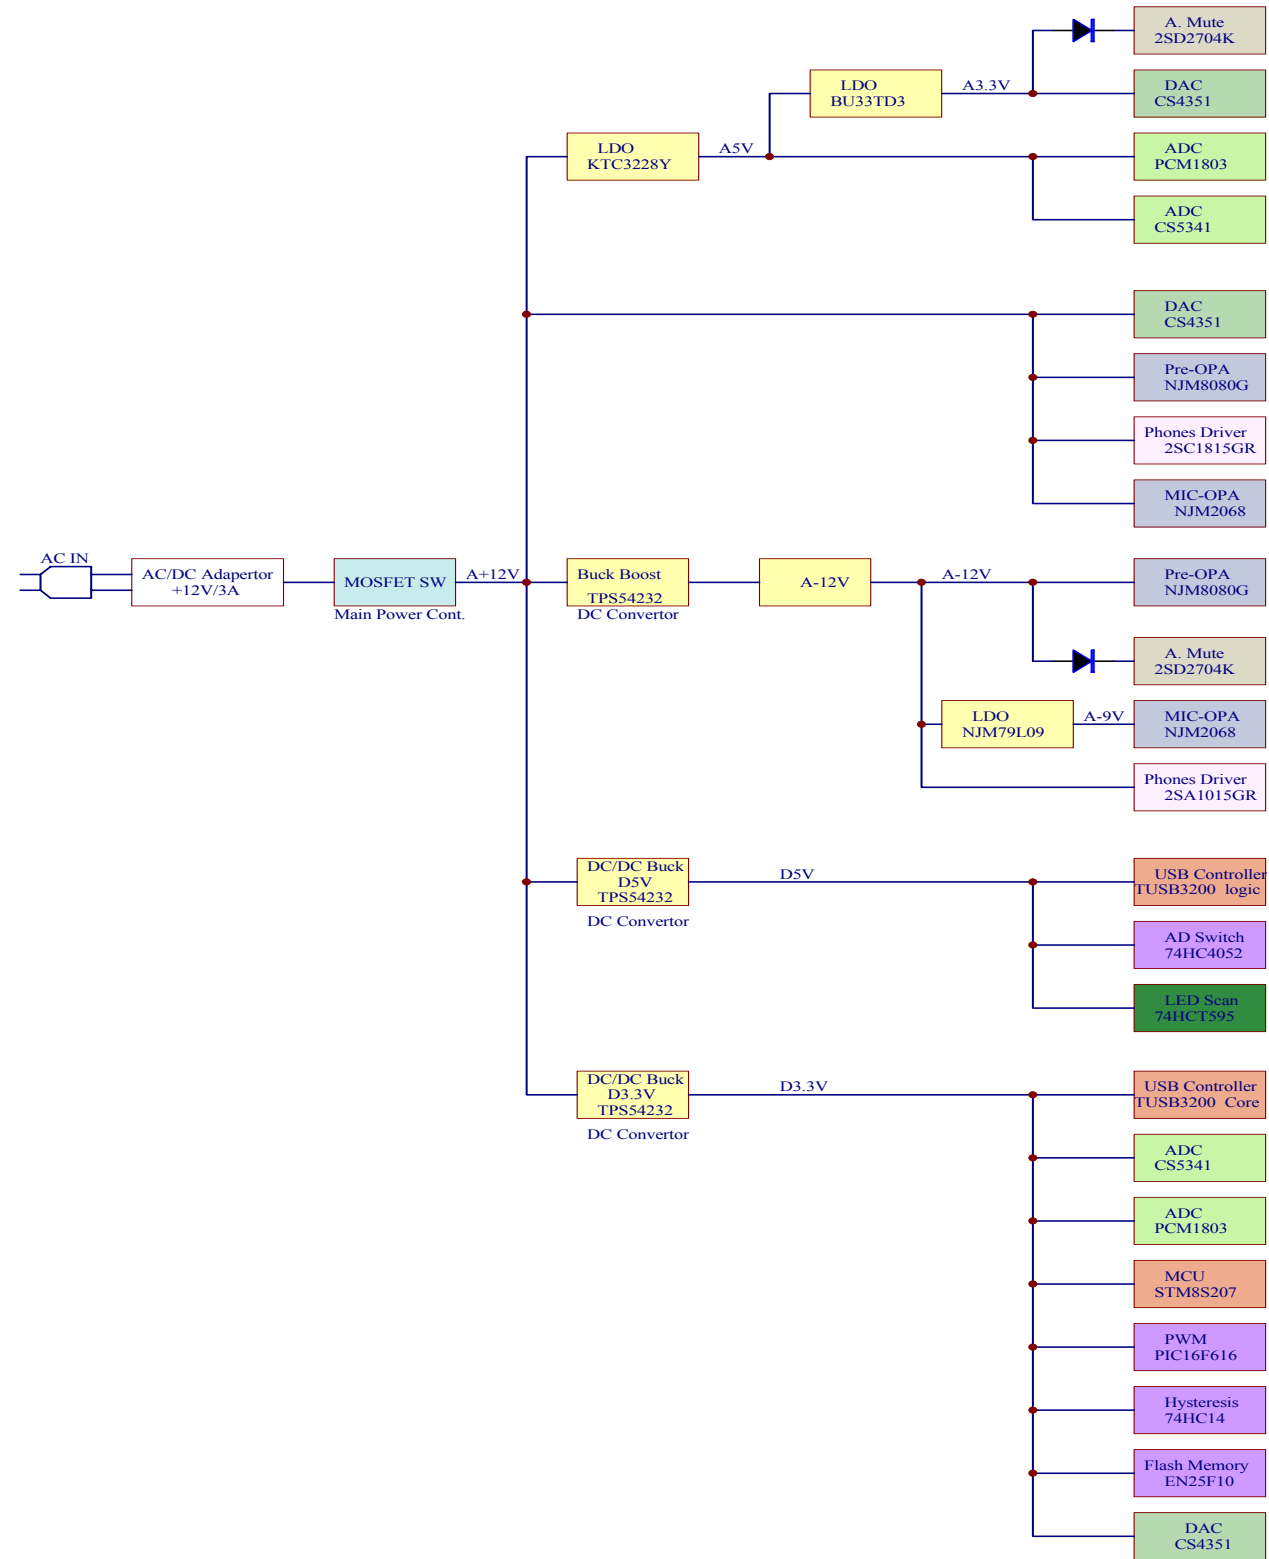 A. Mute
2SD2704K
LDO
BU33TD3
A3.3V
DAC
CS4351
LDO
KTC3228Y
A5V
ADC
PCM1803
ADC
CS5341
DAC
CS4351
Pre-OPA
NJM8080G
Phones Driver
2SC1815GR
MIC-OPA
NJM2068
AC IN
AC/DC Adapertor
+12V/3A
MOSFET SW
Main Power Cont.
A+12V
Buck Boost
TPS54232
DC Convertor
A-12V
A-12V
Pre-OPA
NJM8080G
A. Mute
2SD2704K
LDO
NJM79L09
A-9V
MIC-OPA
NJM2068
Phones Driver
2SA1015GR
DC/DC Buck
D5V
TPS54232
DC Convertor
D5V
USB Controller
TUSB3200 logic
AD Switch
74HC4052
LED Scan
74HCT595
DC/DC Buck
D3.3V
TPS54232
DC Convertor
D3.3V
USB Controller
TUSB3200 Core
ADC
CS5341
ADC
PCM1803
MCU
STM8S207
PWM
PIC16F616
Hysteresis
74HC14
Flash Memory
EN25F10
DAC
CS4351